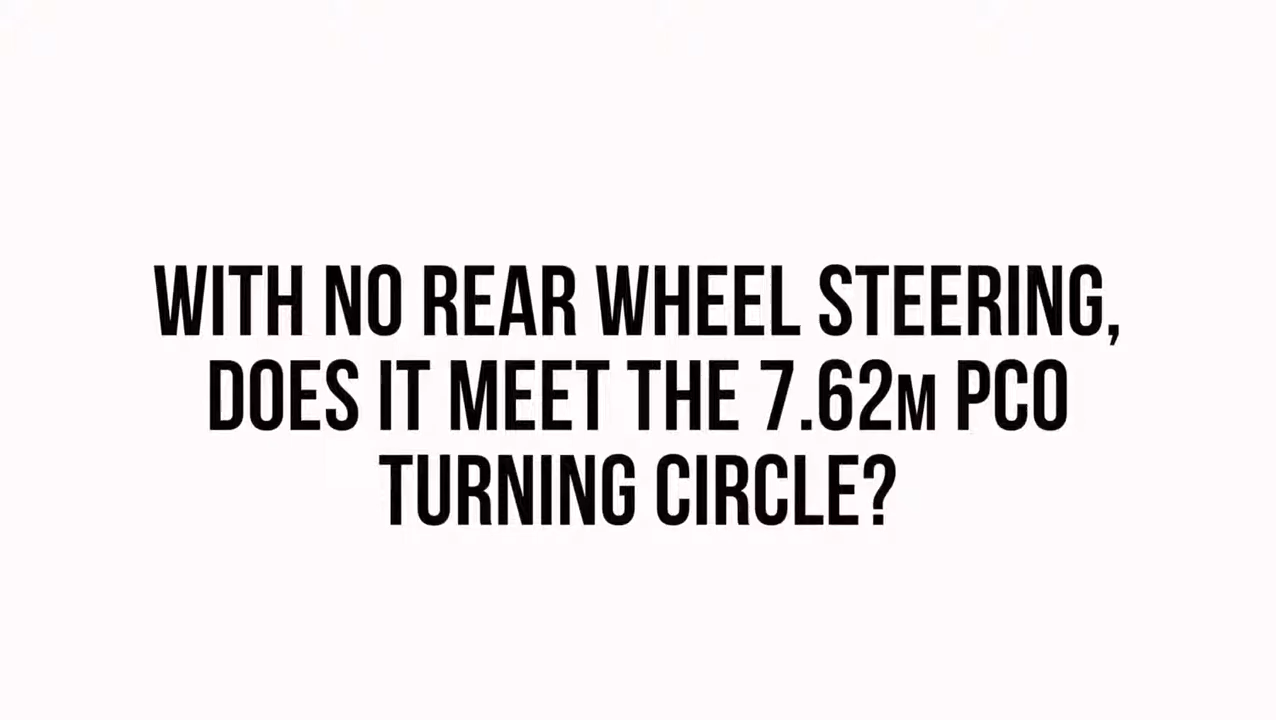 WITH NO REAR WHEEL STEERING,
DOES IT MEET THE 7.62M PCO
TURNING CIRCLE?